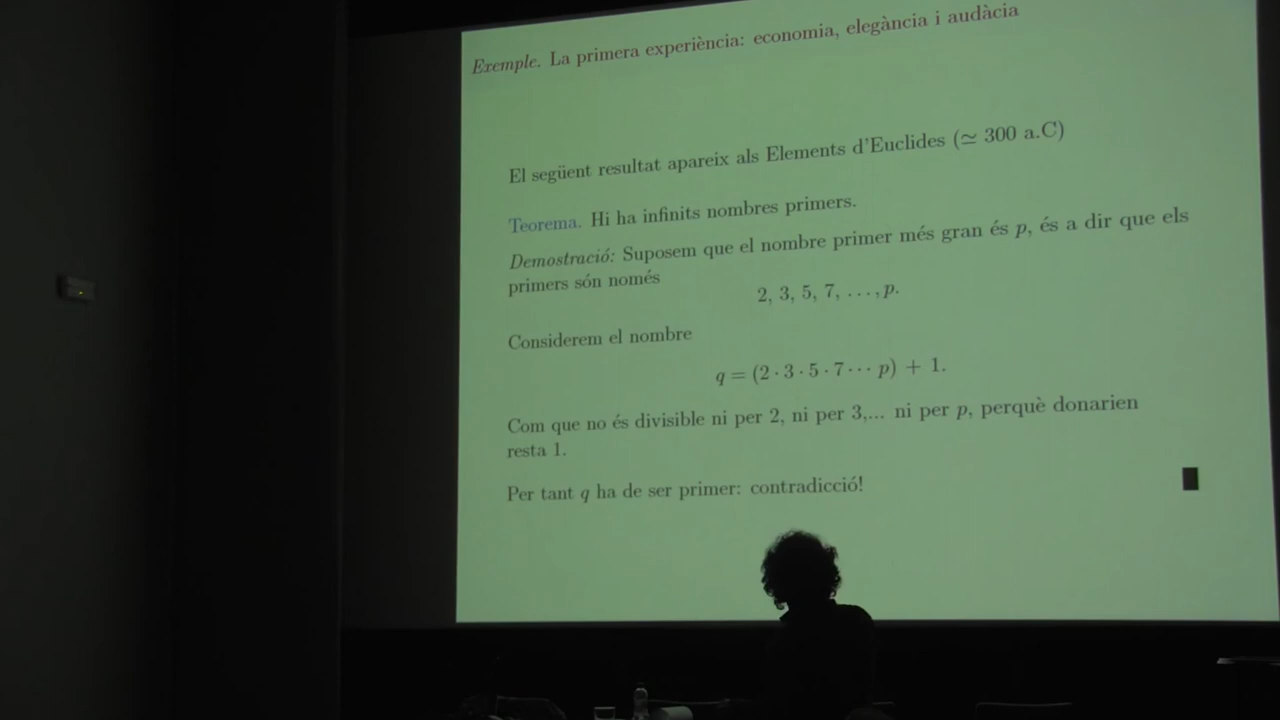 Exemple. La primera experiència: economia, elegància i audàcia
El següent resultat apareix als Elements d'Euclides (≃ 300 a.C)
Teorema. Hi ha infinits nombres primers.
Demostració: Suposem que el nombre primer més gran és p, és a dir que els
primers són només
2, 3, 5, 7, ..., p.
Considerem el nombre
q = (2 · 3 · 5 · 7 ··· p) + 1.
Com que no és divisible ni per 2, ni per 3,... ni per p, perquè donarien
resta 1.
Per tant q ha de ser primer: contradicció!